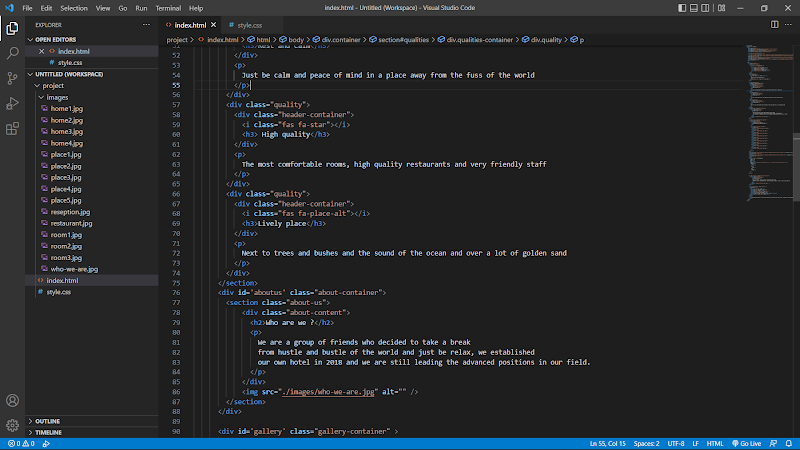 File Edit Selection View Go Run Terminal Help
index.html - Untitled (Workspace) - Visual Studio Code
EXPLORER
OPEN EDITORS
index.html
style.css
UNTITLED (WORKSPACE)
project
images
home1.jpg
home2.jpg
home3.jpg
home4.jpg
place1.jpg
place2.jpg
place3.jpg
place4.jpg
place5.jpg
reseption.jpg
restaurant.jpg
room1.jpg
room2.jpg
room3.jpg
who-we-are.jpg
index.html
style.css
OUTLINE
TIMELINE
index.html style.css
project > index.html > html > body > div.container > section#qualities > div.qualities-container > div.quality > p
51 <h3>Rest and calm</h3>
52 </div>
53 <p>
54 Just be calm and peace of mind in a place away from the fuss of the world
55 </p>
56 </div>
57 <div class="quality">
58 <div class="header-container">
59 <i class="fas fa-star"></i>
60 <h3> High quality</h3>
61 </div>
62 <p>
63 The most comfortable rooms, high quality restaurants and very friendly staff
64 </p>
65 </div>
66 <div class="quality">
67 <div class="header-container">
68 <i class="fas fa-place-alt"></i>
69 <h3>Lively place</h3>
70 </div>
71 <p>
72 Next to trees and bushes and the sound of the ocean and over a lot of golden sand
73 </p>
74 </div>
75 </section>
76 <div id='aboutus' class="about-container">
77 <section class="about-us">
78 <div class="about-content">
79 <h2>Who are we ?</h2>
80 <p>
81 We are a group of friends who decided to take a break
82 from hustle and bustle of the world and just be relax, we established
83 our own hotel in 2018 and we are still leading the advanced positions in our field.
84 </p>
85 </div>
86 <img src="./images/who-we-are.jpg" alt="" />
87 </section>
88 </div>
89
90 <div id='gallery' class="gallery-container" >
0 0
Ln 55, Col 15 Spaces: 2 UTF-8 LF HTML Go Live